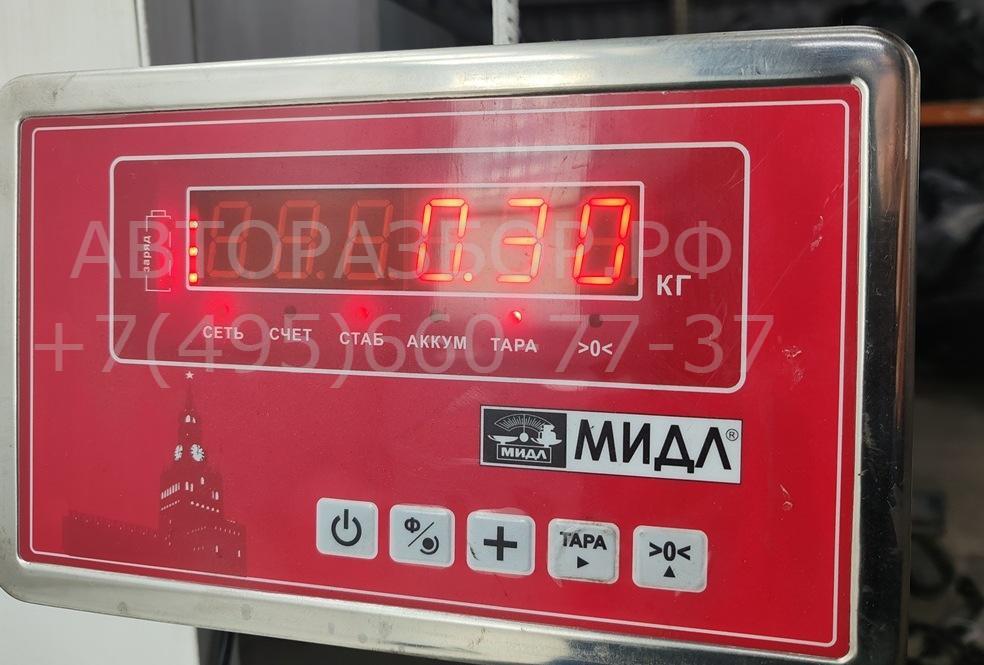 заряд
0.30
КГ
АВТОРАЗБОР.РФ
СЕТЬ СЧЕТ СТАБ АККУМ ТАРА >0<
+7(495)660-77-37
МИДЛ МИДЛ®
Ф
ТАРА
>0<